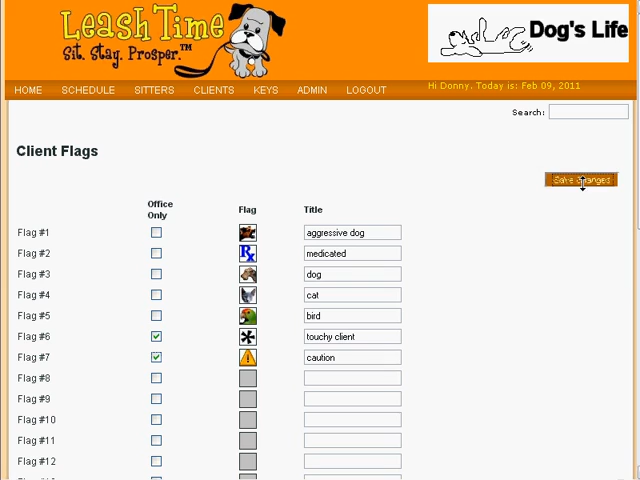 Leash Time
Sit. Stay. Prosper.™
Dog's Life
HOME SCHEDULE SITTERS CLIENTS KEYS ADMIN LOGOUT
Hi Donny. Today is: Feb 09, 2011
Search:
Client Flags
Save changes
Office Only Flag Title
Flag #1 aggressive dog
Flag #2 Rx medicated
Flag #3 dog
Flag #4 cat
Flag #5 bird
Flag #6 touchy client
Flag #7 caution
Flag #8
Flag #9
Flag #10
Flag #11
Flag #12